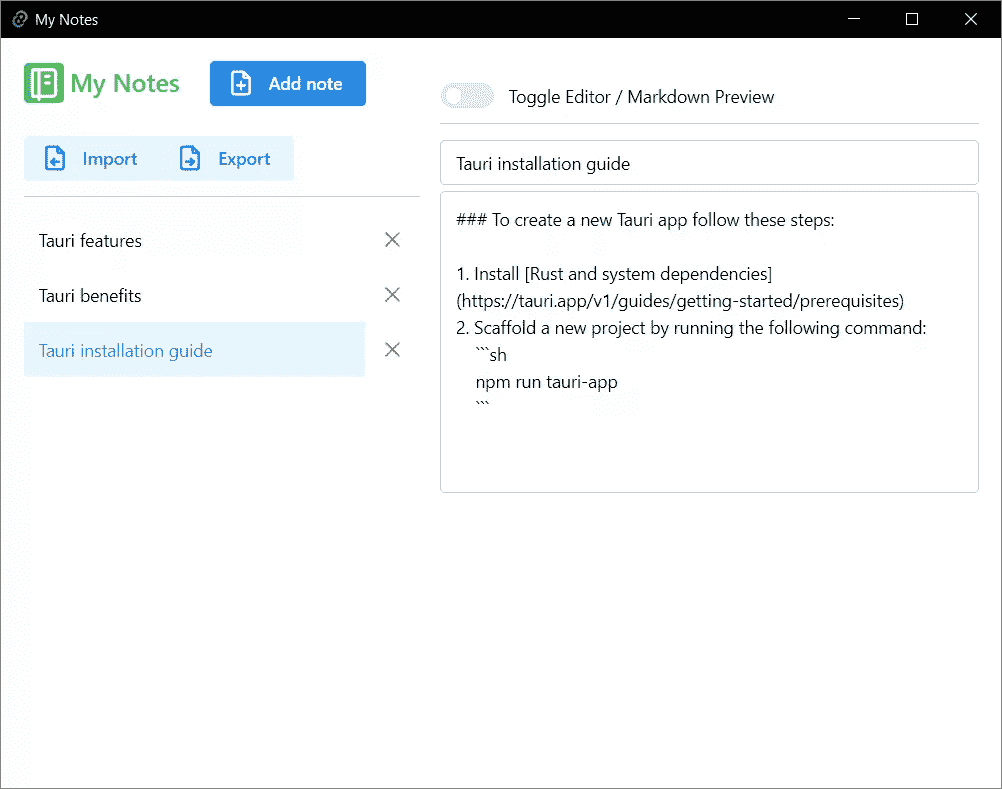 My Notes
My Notes
Add note
Import
Export
Tauri features
Tauri benefits
Tauri installation guide
Toggle Editor / Markdown Preview
Tauri installation guide
### To create a new Tauri app follow these steps:
1. Install [Rust and system dependencies]
(https://tauri.app/v1/guides/getting-started/prerequisites)
2. Scaffold a new project by running the following command:
```sh
npm run tauri-app
```